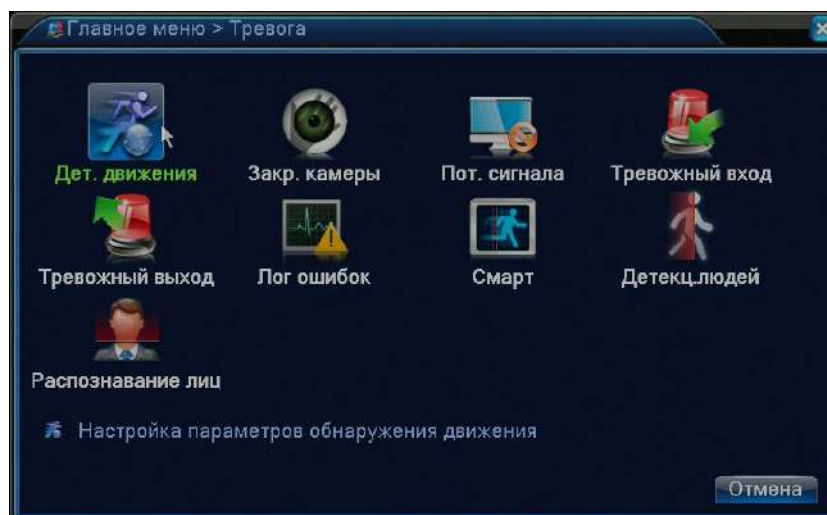 Главное меню > Тревога
Дет. движения
Закр. камеры
Пот. сигнала
Тревожный вход
Тревожный выход
Лог ошибок
Смарт
Детекц.людей
Распознавание лиц
Настройка параметров обнаружения движения
Отмена